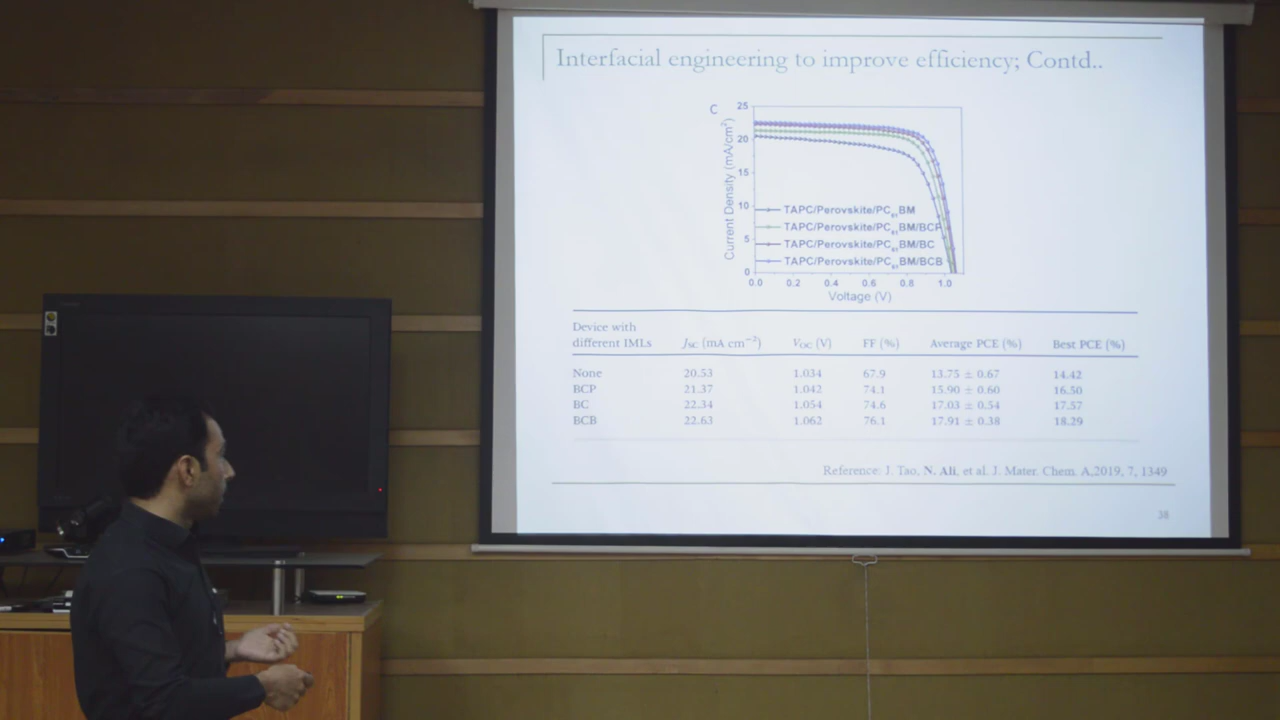 Interfacial engineering to improve efficiency; Contd..
C
25
20
15
10
5
0
Current Density (mA/cm²)
TAPC/Perovskite/PC₆₁BM
TAPC/Perovskite/PC₆₁BM/BCP
TAPC/Perovskite/PC₆₁BM/BC
TAPC/Perovskite/PC₆₁BM/BCB
0.0 0.2 0.4 0.6 0.8 1.0
Voltage (V)
Device with
different IMLs Jsc (mA cm⁻²) Voc (V) FF (%) Average PCE (%) Best PCE (%)
None 20.53 1.034 67.9 13.75 ± 0.67 14.42
BCP 21.37 1.042 74.1 15.90 ± 0.60 16.50
BC 22.34 1.054 74.6 17.03 ± 0.54 17.57
BCB 22.63 1.062 76.1 17.91 ± 0.38 18.29
Reference: J. Tao, N. Ali, et al. J. Mater. Chem. A,2019, 7, 1349
38